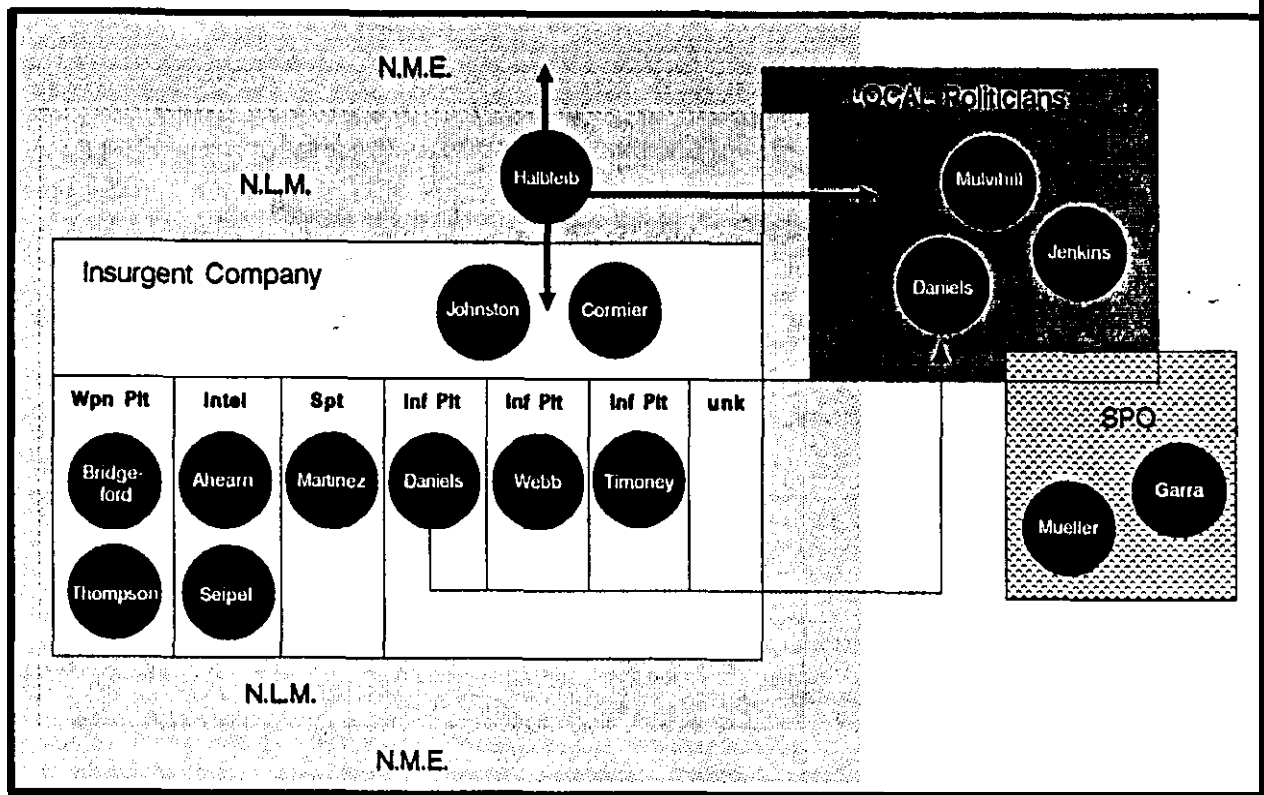 N.M.E.
LOCAL Politicians
N.L.M.
Halbleib
Mulvihill
Jenkins
Daniels
Insurgent Company
Johnston
Cormier
Wpn Plt
Intel
Spt
Inf Plt
Inf Plt
Inf Plt
unk
SPO
Bridge-
ford
Ahearn
Martinez
Daniels
Webb
Timoney
Garra
Mueller
Thompson
Seipel
N.L.M.
N.M.E.